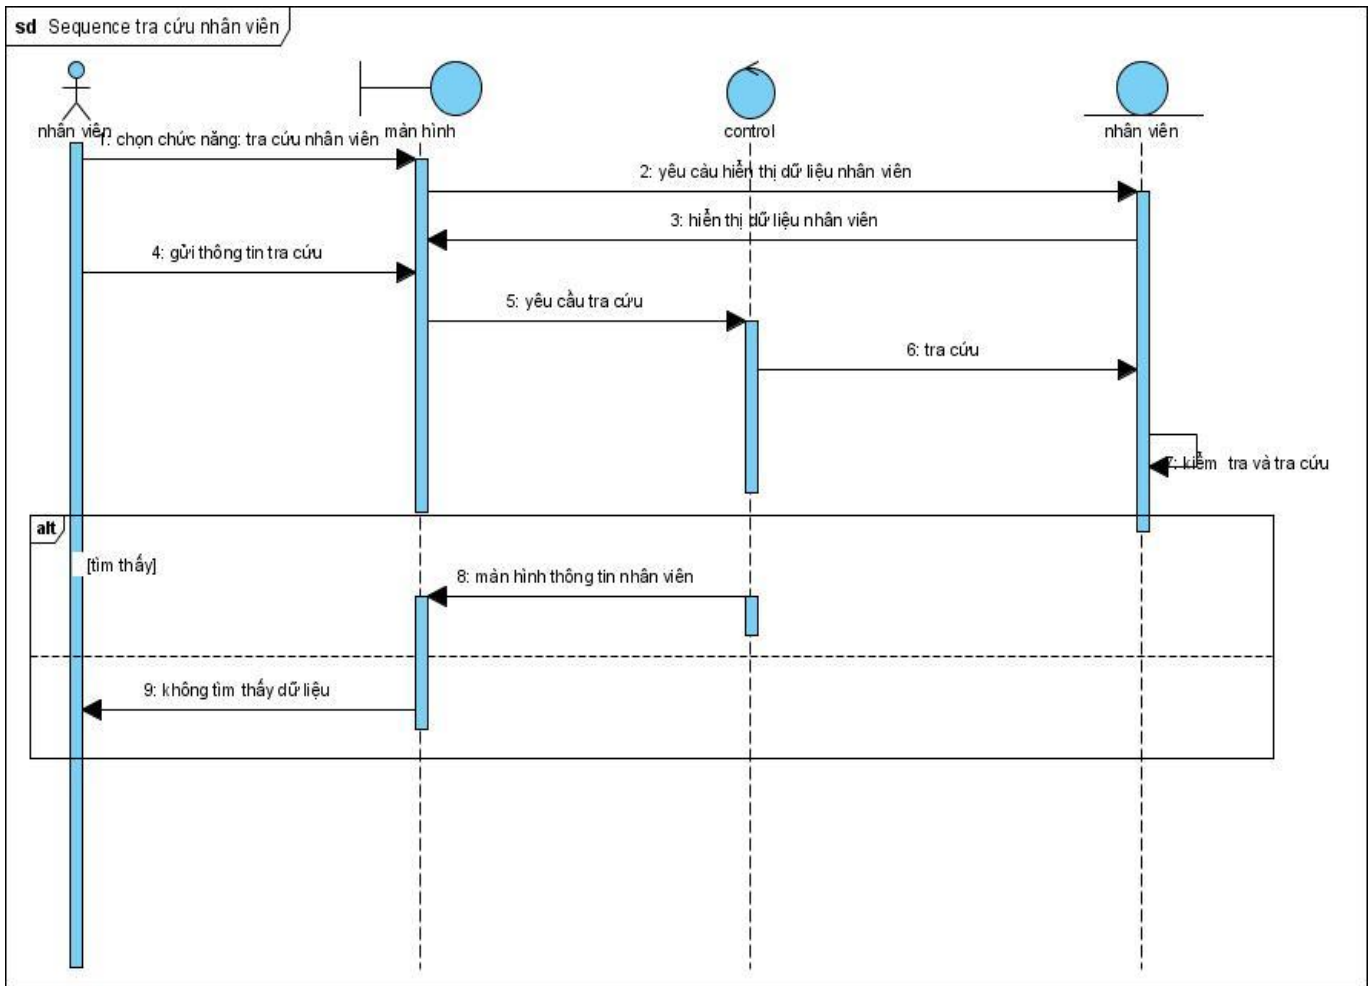 sd Sequence tra cứu nhân viên
nhân viên
màn hình
control
nhân viên
1: chọn chức năng: tra cứu nhân viên
2: yêu càu hiển thị dữ liệu nhân viên
3: hiển thị dữ liệu nhân viên
4: gửi thông tin tra cứu
5: yêu cầu tra cứu
6: tra cứu
7: kiểm tra và tra cứu
alt
[tìm thấy]
8: màn hình thông tin nhân viên
9: không tìm thấy dữ liệu